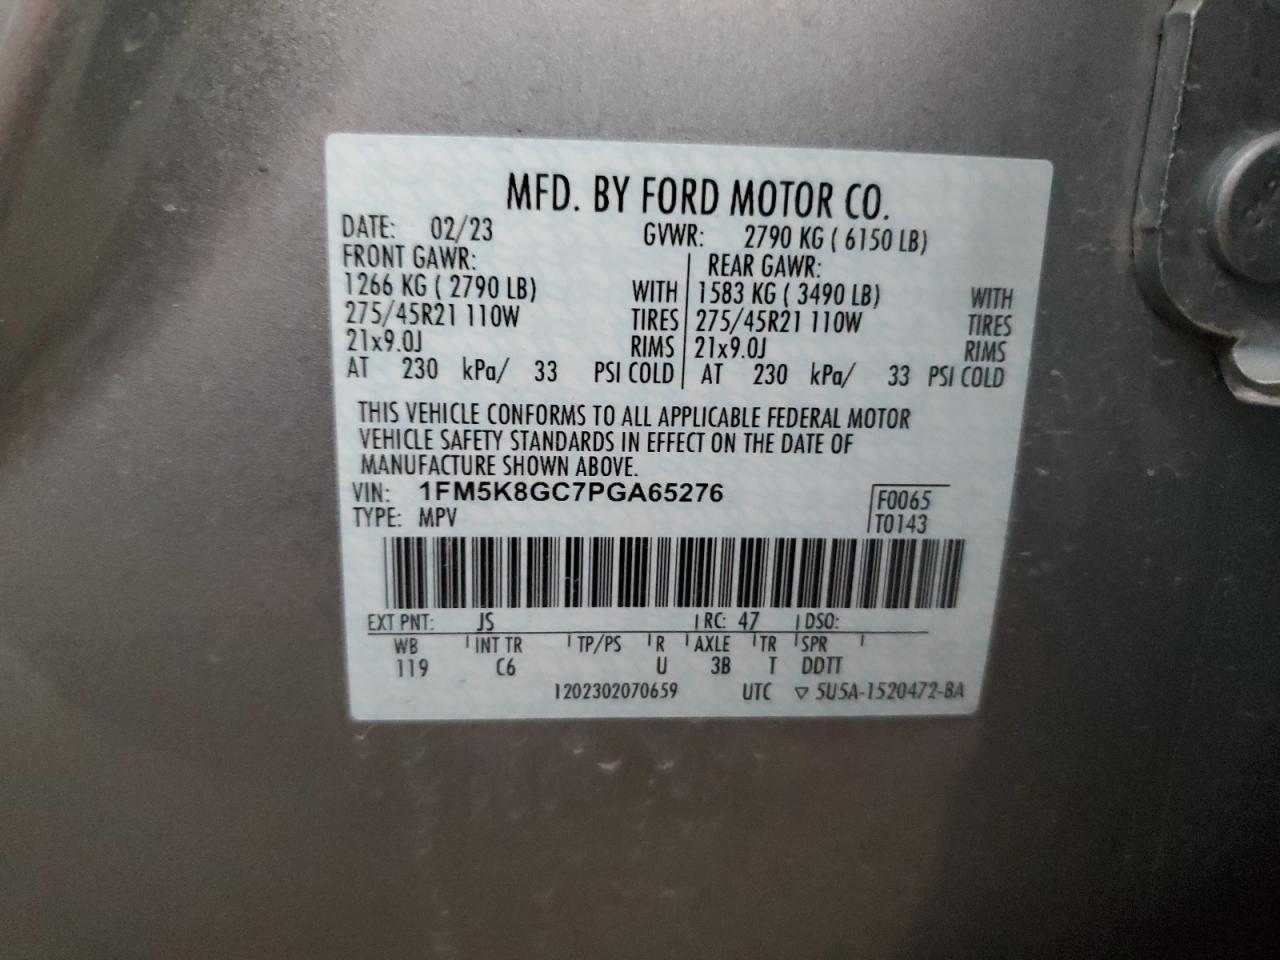 MFD. BY FORD MOTOR CO.
DATE: 02/23 GVWR: 2790 KG ( 6150 LB)
FRONT GAWR: REAR GAWR:
1266 KG ( 2790 LB) WITH 1583 KG ( 3490 LB) WITH
275/45R21 110W TIRES 275/45R21 110W TIRES
21x9.0J RIMS 21x9.0J RIMS
AT 230 kPa/ 33 PSI COLD AT 230 kPa/ 33 PSI COLD
THIS VEHICLE CONFORMS TO ALL APPLICABLE FEDERAL MOTOR
VEHICLE SAFETY STANDARDS IN EFFECT ON THE DATE OF
MANUFACTURE SHOWN ABOVE.
VIN: 1FM5K8GC7PGA65276 F0065
TYPE: MPV T0143
EXT PNT: JS RC: 47 DSO:
WB INT TR TP/PS R AXLE TR SPR
119 C6 U 3B T DDTT
1202302070659 UTC ▽ 5U5A-1520472-BA